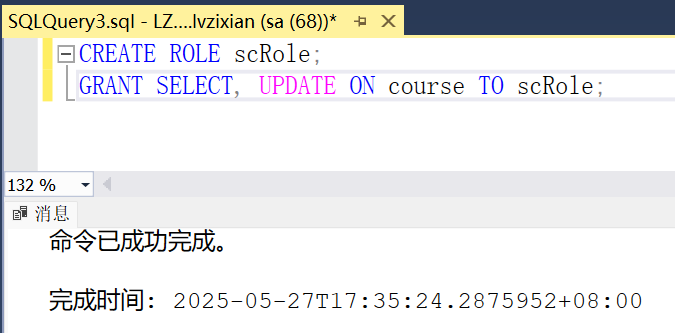 SQLQuery3.sql - LZ....lvzixian (sa (68))*
CREATE ROLE scRole;
GRANT SELECT, UPDATE ON course TO scRole;
132 %
消息
命令已成功完成。
完成时间: 2025-05-27T17:35:24.2875952+08:00